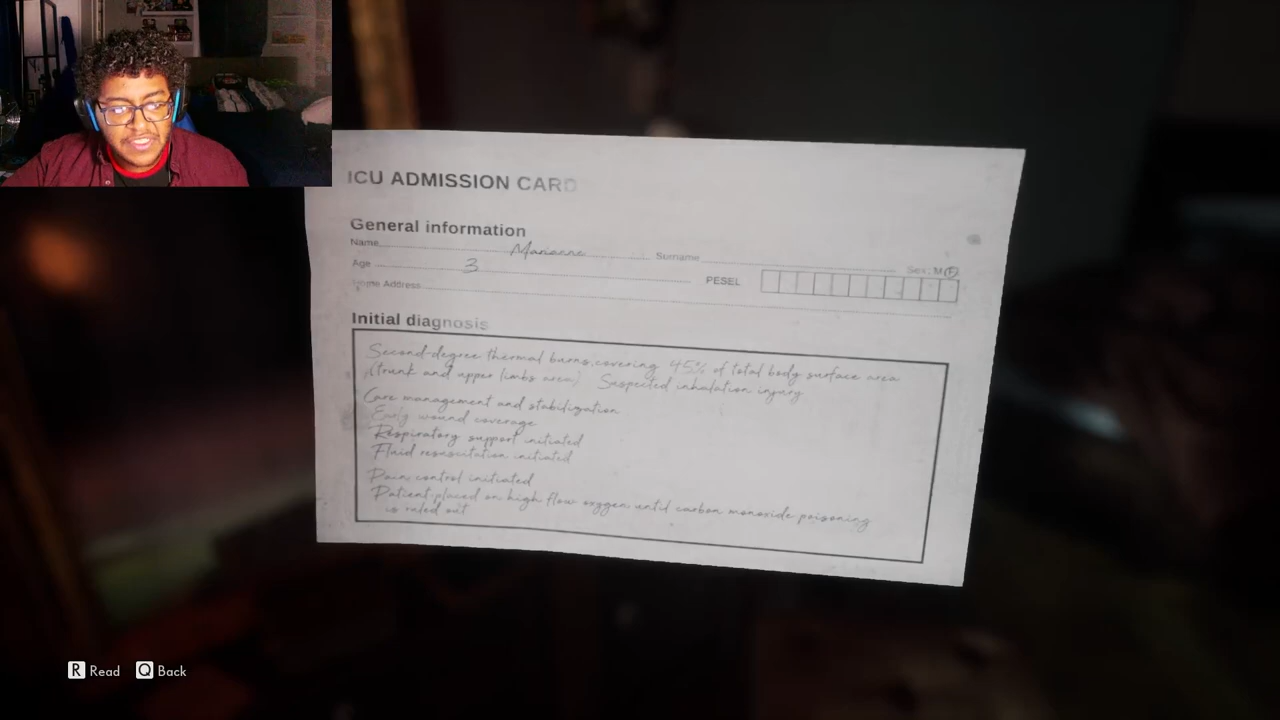 ICU ADMISSION CARD
General information
Name Marianne Surname Sex: M(F)
Age 3 PESEL
Home Address
Initial diagnosis
Second-degree thermal burns, covering 45% of total body surface area
(trunk and upper limbs area) Suspected inhalation injury
Care management and stabilization
Early wound coverage
Respiratory support initiated
Fluid resuscitation initiated
Pain control initiated
Patient placed on high flow oxygen until carbon monoxide poisoning
is ruled out
R Read Q Back